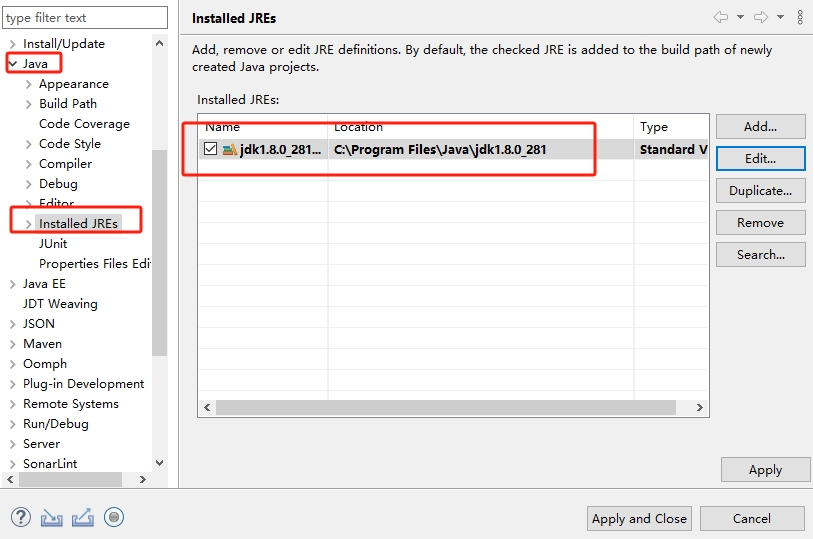 type filter text
Install/Update
Java
Appearance
Build Path
Code Coverage
Code Style
Compiler
Debug
Editor
Installed JREs
JUnit
Properties Files Edi
Java EE
JDT Weaving
JSON
Maven
Oomph
Plug-in Development
Remote Systems
Run/Debug
Server
SonarLint
Installed JREs
Add, remove or edit JRE definitions. By default, the checked JRE is added to the build path of newly
created Java projects.
Installed JREs:
Name Location Type
jdk1.8.0_281... C:\Program Files\Java\jdk1.8.0_281 Standard V
Add...
Edit...
Duplicate...
Remove
Search...
Apply
Apply and Close Cancel